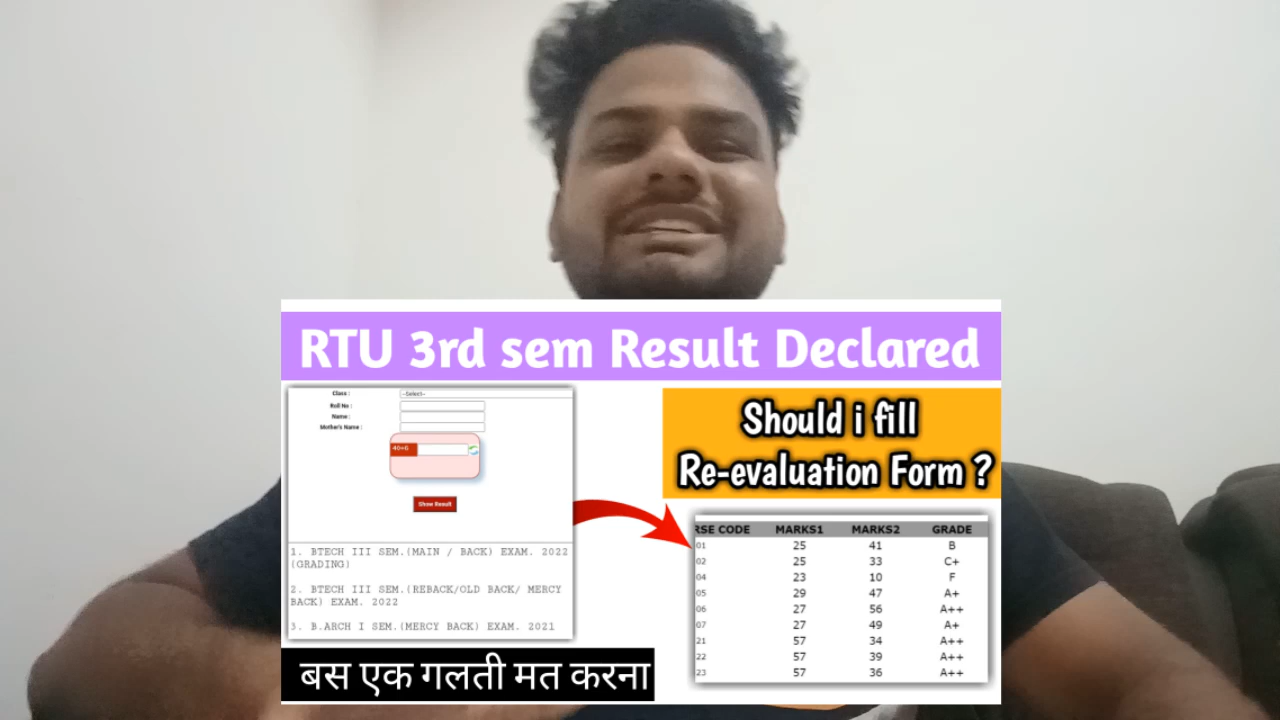 RTU 3rd sem Result Declared
Class : --Select--
Roll No :
Name :
Mother's Name :
46+6
Show Result
1. BTECH III SEM.(MAIN / BACK) EXAM. 2022
(GRADING)
2. BTECH III SEM.(REBACK/OLD BACK/ MERCY
BACK) EXAM. 2022
3. B.ARCH I SEM.(MERCY BACK) EXAM. 2021
बस एक गलती मत करना
Should i fill
Re-evaluation Form ?
RSE CODE MARKS1 MARKS2 GRADE
01 25 41 B
02 25 33 C+
04 23 10 F
05 29 47 A+
06 27 56 A++
07 27 49 A+
21 57 34 A++
22 57 39 A++
23 57 36 A++